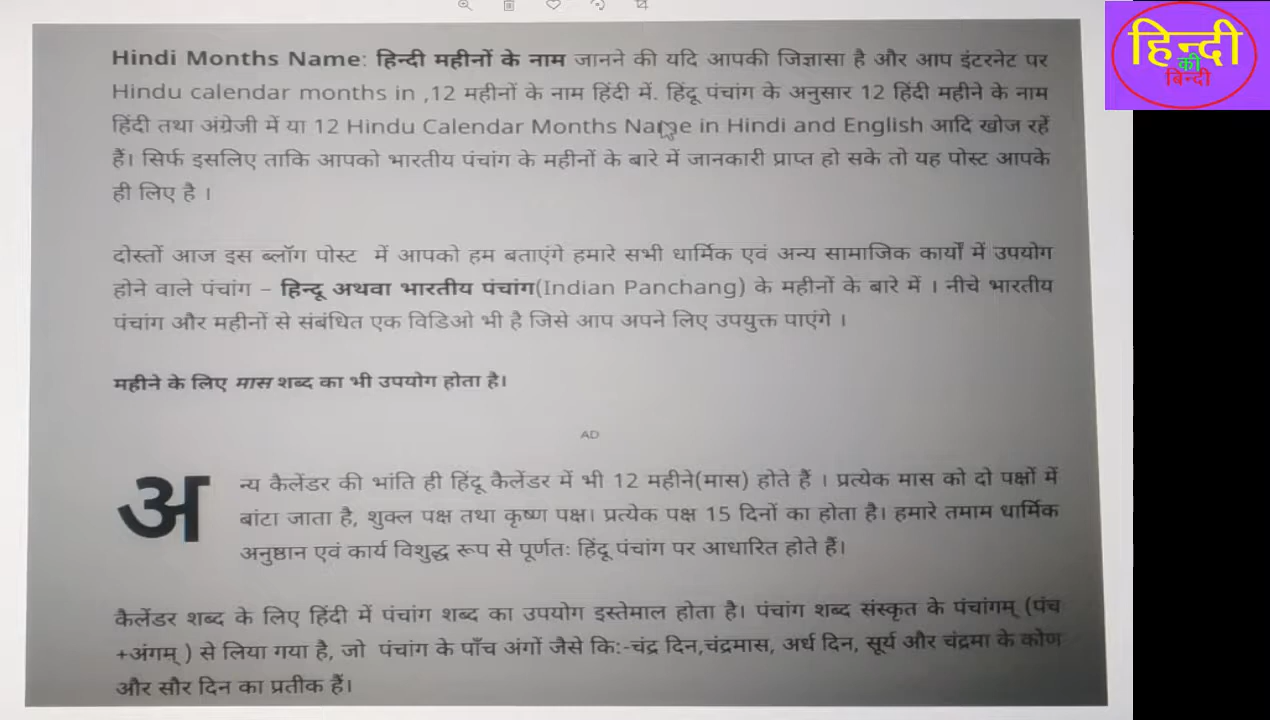 हिन्दी
की
बिन्दी
Hindi Months Name: हिन्दी महीनों के नाम जानने की यदि आपकी जिज्ञासा है और आप इंटरनेट पर
Hindu calendar months in ,12 महीनों के नाम हिंदी में. हिंदू पंचांग के अनुसार 12 हिंदी महीने के नाम
हिंदी तथा अंग्रेजी में या 12 Hindu Calendar Months Name in Hindi and English आदि खोज रहें
हैं। सिर्फ इसलिए ताकि आपको भारतीय पंचांग के महीनों के बारे में जानकारी प्राप्त हो सके तो यह पोस्ट आपके
ही लिए है ।
दोस्तों आज इस ब्लॉग पोस्ट में आपको हम बताएंगे हमारे सभी धार्मिक एवं अन्य सामाजिक कार्यों में उपयोग
होने वाले पंचांग – हिन्दू अथवा भारतीय पंचांग(Indian Panchang) के महीनों के बारे में । नीचे भारतीय
पंचांग और महीनों से संबंधित एक विडिओ भी है जिसे आप अपने लिए उपयुक्त पाएंगे ।
महीने के लिए मास शब्द का भी उपयोग होता है।
AD
अन्य कैलेंडर की भांति ही हिंदू कैलेंडर में भी 12 महीने(मास) होते हैं । प्रत्येक मास को दो पक्षों में
बांटा जाता है, शुक्ल पक्ष तथा कृष्ण पक्ष। प्रत्येक पक्ष 15 दिनों का होता है। हमारे तमाम धार्मिक
अनुष्ठान एवं कार्य विशुद्ध रूप से पूर्णतः हिंदू पंचांग पर आधारित होते हैं।
कैलेंडर शब्द के लिए हिंदी में पंचांग शब्द का उपयोग इस्तेमाल होता है। पंचांग शब्द संस्कृत के पंचांगम् (पंच
+अंगम् ) से लिया गया है, जो पंचांग के पाँच अंगों जैसे कि:-चंद्र दिन,चंद्रमास, अर्ध दिन, सूर्य और चंद्रमा के कोण
और सौर दिन का प्रतीक हैं।